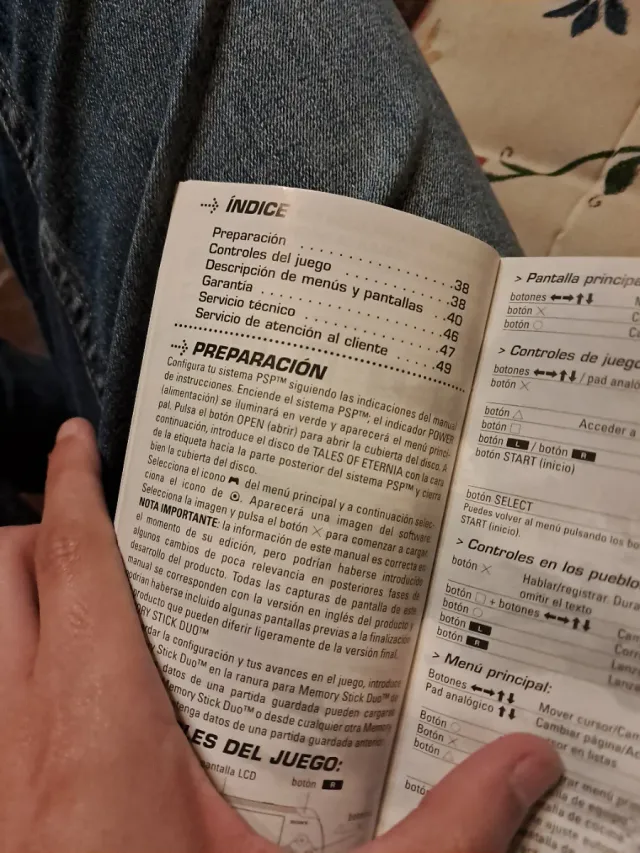 ÍNDICE
Preparación . . . . . . . . . . . . . . . . . . . .38
Controles del juego . . . . . . . . . . . . . .38
Descripción de menús y pantallas . . . .40
Garantía . . . . . . . . . . . . . . . . . . . . . .46
Servicio técnico . . . . . . . . . . . . . . . . .47
Servicio de atención al cliente . . . . . .49
PREPARACIÓN
Configura tu sistema PSP™ siguiendo las indicaciones del manual
de instrucciones. Enciende el sistema PSP™; el indicador POWER
(alimentación) se iluminará en verde y aparecerá el menú princi-
pal. Pulsa el botón OPEN (abrir) para abrir la cubierta del disco. A
continuación, introduce el disco de TALES OF ETERNIA con la cara
de la etiqueta hacia la parte posterior del sistema PSP™ y cierra
bien la cubierta del disco.
Selecciona el icono del menú principal y a continuación selec-
ciona el icono de . Aparecerá una imagen del software.
Selecciona la imagen y pulsa el botón ✕ para comenzar a cargar.
NOTA IMPORTANTE: la información de este manual es correcta en
el momento de su edición, pero podrían haberse introducido
algunos cambios de poca relevancia en posteriores fases de
desarrollo del producto. Todas las capturas de pantalla de este
manual se corresponden con la versión en inglés del producto y
podrían haberse incluido algunas pantallas previas a la finalización
producto que pueden diferir ligeramente de la versión final.
STICK DUO™
la configuración y tus avances en el juego,
Stick Duo™ en la ranura para Memory Stick Duo™
datos de una partida guardada pueden
Memory Stick Duo™ o desde cualquier otra Memory
tenga datos de una partida guardada
DEL JUEGO:
pantalla LCD
botón R
SONY
> Pantalla
botones ←→↑↓
botón ✕
botón ○
> Controles de
botones ←→↑↓ / pad
botón ✕
botón △
Acceder a
botón □
botón L / botón R
botón START (inicio)
botón SELECT
Puedes volver al menú pulsando los
START (inicio).
> Controles en los
botón ✕
Hablar/registrar.
omitir el texto
botón □ + botones ←→↑↓
botón ○
botón L
botón R
> Menú principal:
Botones ←→↑↓
Mover
Pad analógico ↑↓
Cambiar
en listas
Botón ○
Botón ✕
botón △